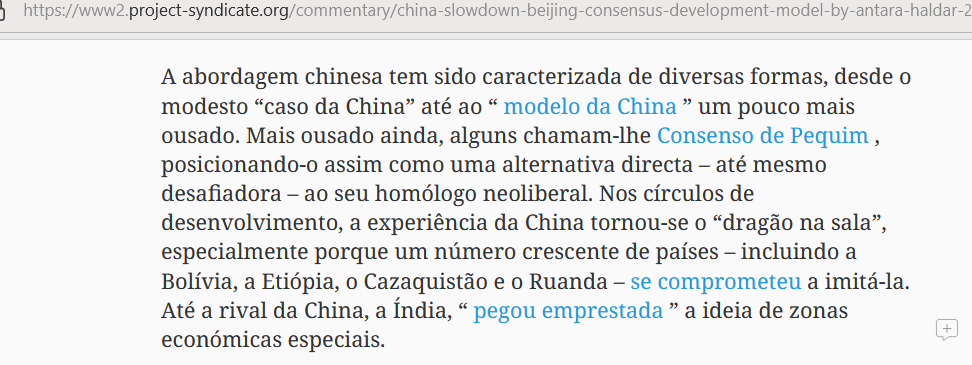 https://www2.project-syndicate.org/commentary/china-slowdown-beijing-consensus-development-model-by-antara-haldar-2
A abordagem chinesa tem sido caracterizada de diversas formas, desde o
modesto “caso da China” até ao “ modelo da China ” um pouco mais
ousado. Mais ousado ainda, alguns chamam-lhe Consenso de Pequim ,
posicionando-o assim como uma alternativa directa – até mesmo
desafiadora – ao seu homólogo neoliberal. Nos círculos de
desenvolvimento, a experiência da China tornou-se o “dragão na sala”,
especialmente porque um número crescente de países – incluindo a
Bolívia, a Etiópia, o Cazaquistão e o Ruanda – se comprometeu a imitá-la.
Até a rival da China, a Índia, “ pegou emprestada ” a ideia de zonas
económicas especiais.